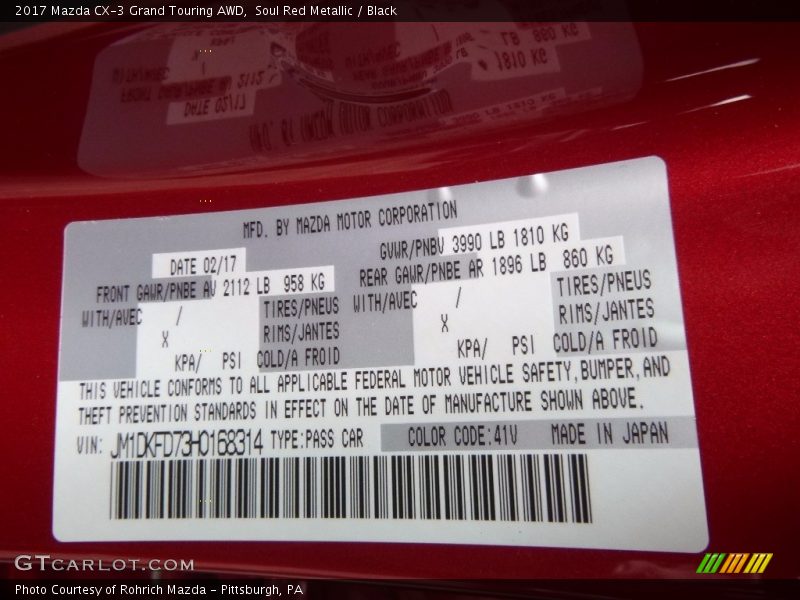 2017 Mazda CX-3 Grand Touring AWD, Soul Red Metallic / Black
MFD. BY MAZDA MOTOR CORPORATION
DATE 02/17
GVWR/PNBV 3990 LB 1810 KG
FRONT GAWR/PNBE AV 2112 LB 958 KG
REAR GAWR/PNBE AR 1896 LB 860 KG
WITH/AVEC / TIRES/PNEUS
WITH/AVEC / TIRES/PNEUS
X RIMS/JANTES
X RIMS/JANTES
KPA/ PSI COLD/A FROID
KPA/ PSI COLD/A FROID
THIS VEHICLE CONFORMS TO ALL APPLICABLE FEDERAL MOTOR VEHICLE SAFETY, BUMPER, AND
THEFT PREVENTION STANDARDS IN EFFECT ON THE DATE OF MANUFACTURE SHOWN ABOVE.
VIN: JM1DKFD73H0168314 TYPE:PASS CAR COLOR CODE:41V MADE IN JAPAN
GTCARLOT.COM
Photo Courtesy of Rohrich Mazda - Pittsburgh, PA